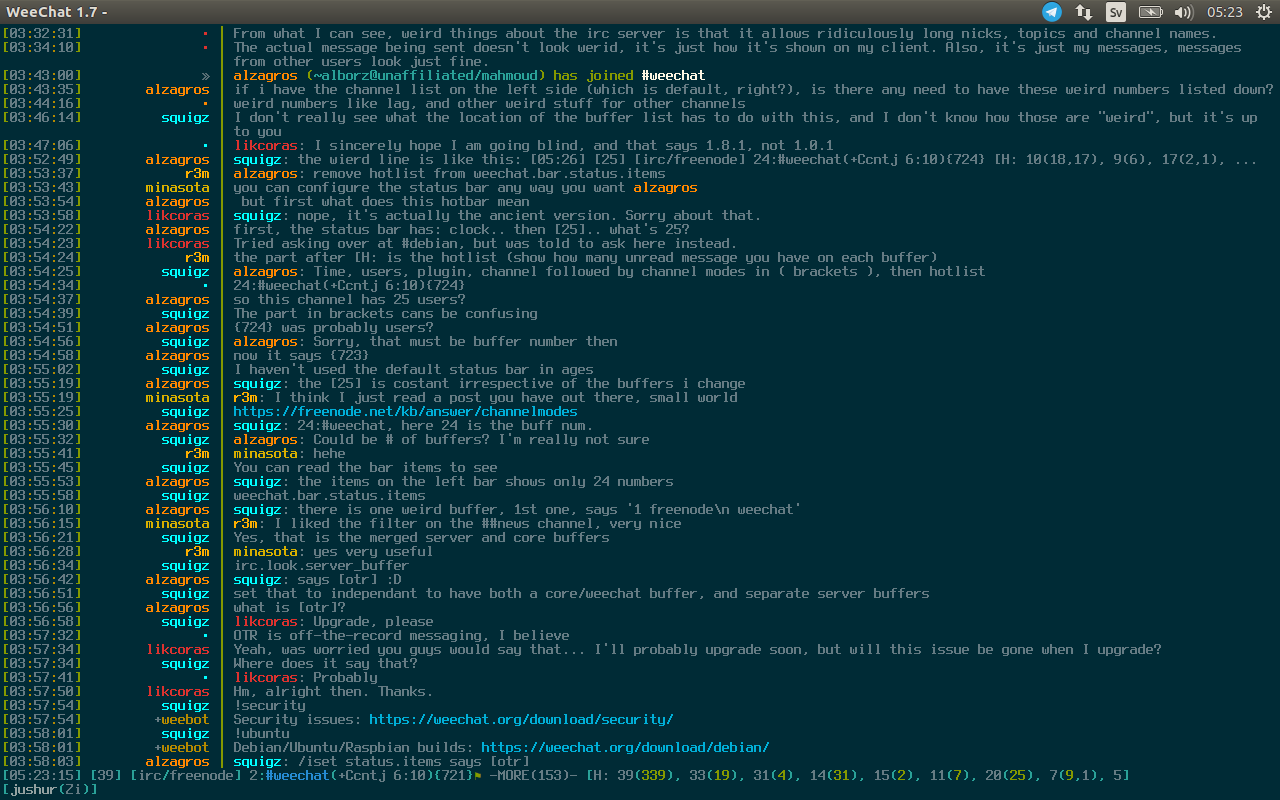 WeeChat 1.7 -
Sv
05:23
[03:32:31] · From what I can see, weird things about the irc server is that it allows ridiculously long nicks, topics and channel names.
[03:34:10] · The actual message being sent doesn't look werid, it's just how it's shown on my client. Also, it's just my messages, messages
from other users look just fine.
[03:43:00] » alzagros (~alborz@unaffiliated/mahmoud) has joined #weechat
[03:43:35] alzagros if i have the channel list on the left side (which is default, right?), is there any need to have these weird numbers listed down?
[03:44:16] · weird numbers like lag, and other weird stuff for other channels
[03:46:14] squigz I don't really see what the location of the buffer list has to do with this, and I don't know how those are "weird", but it's up
to you
[03:47:06] · likcoras: I sincerely hope I am going blind, and that says 1.8.1, not 1.0.1
[03:52:49] alzagros squigz: the wierd line is like this: [05:26] [25] [irc/freenode] 24:#weechat(+Ccntj 6:10){724} [H: 10(18,17), 9(6), 17(2,1), ...
[03:53:37] r3m alzagros: remove hotlist from weechat.bar.status.items
[03:53:43] minasota you can configure the status bar any way you want alzagros
[03:53:54] alzagros but first what does this hotbar mean
[03:53:58] likcoras squigz: nope, it's actually the ancient version. Sorry about that.
[03:54:22] alzagros first, the status bar has: clock.. then [25].. what's 25?
[03:54:23] likcoras Tried asking over at #debian, but was told to ask here instead.
[03:54:24] r3m the part after [H: is the hotlist (show how many unread message you have on each buffer)
[03:54:25] squigz alzagros: Time, users, plugin, channel followed by channel modes in ( brackets ), then hotlist
[03:54:34] · 24:#weechat(+Ccntj 6:10){724}
[03:54:37] alzagros so this channel has 25 users?
[03:54:39] squigz The part in brackets cans be confusing
[03:54:51] alzagros {724} was probably users?
[03:54:56] squigz alzagros: Sorry, that must be buffer number then
[03:54:58] alzagros now it says {723}
[03:55:02] squigz I haven't used the default status bar in ages
[03:55:19] alzagros squigz: the [25] is costant irrespective of the buffers i change
[03:55:19] minasota r3m: I think I just read a post you have out there, small world
[03:55:25] squigz https://freenode.net/kb/answer/channelmodes
[03:55:30] alzagros squigz: 24:#weechat, here 24 is the buff num.
[03:55:32] squigz alzagros: Could be # of buffers? I'm really not sure
[03:55:41] r3m minasota: hehe
[03:55:45] squigz You can read the bar items to see
[03:55:53] alzagros squigz: the items on the left bar shows only 24 numbers
[03:55:58] squigz weechat.bar.status.items
[03:56:10] alzagros squigz: there is one weird buffer, 1st one, says '1 freenode\n weechat'
[03:56:15] minasota r3m: I liked the filter on the ##news channel, very nice
[03:56:21] squigz Yes, that is the merged server and core buffers
[03:56:28] r3m minasota: yes very useful
[03:56:34] squigz irc.look.server_buffer
[03:56:42] alzagros squigz: says [otr] :D
[03:56:51] squigz set that to independant to have both a core/weechat buffer, and separate server buffers
[03:56:56] alzagros what is [otr]?
[03:56:58] squigz likcoras: Upgrade, please
[03:57:32] · OTR is off-the-record messaging, I believe
[03:57:34] likcoras Yeah, was worried you guys would say that... I'll probably upgrade soon, but will this issue be gone when I upgrade?
[03:57:34] squigz Where does it say that?
[03:57:41] · likcoras: Probably
[03:57:50] likcoras Hm, alright then. Thanks.
[03:57:54] squigz !security
[03:57:54] +weebot Security issues: https://weechat.org/download/security/
[03:58:01] squigz !ubuntu
[03:58:01] +weebot Debian/Ubuntu/Raspbian builds: https://weechat.org/download/debian/
[03:58:03] alzagros squigz: /iset status.items says [otr]
[05:23:15] [39] [irc/freenode] 2:#weechat(+Ccntj 6:10){721} -MORE(153)- [H: 39(339), 33(19), 31(4), 14(31), 15(2), 11(7), 20(25), 7(9,1), 5]
[jushur(Zi)]